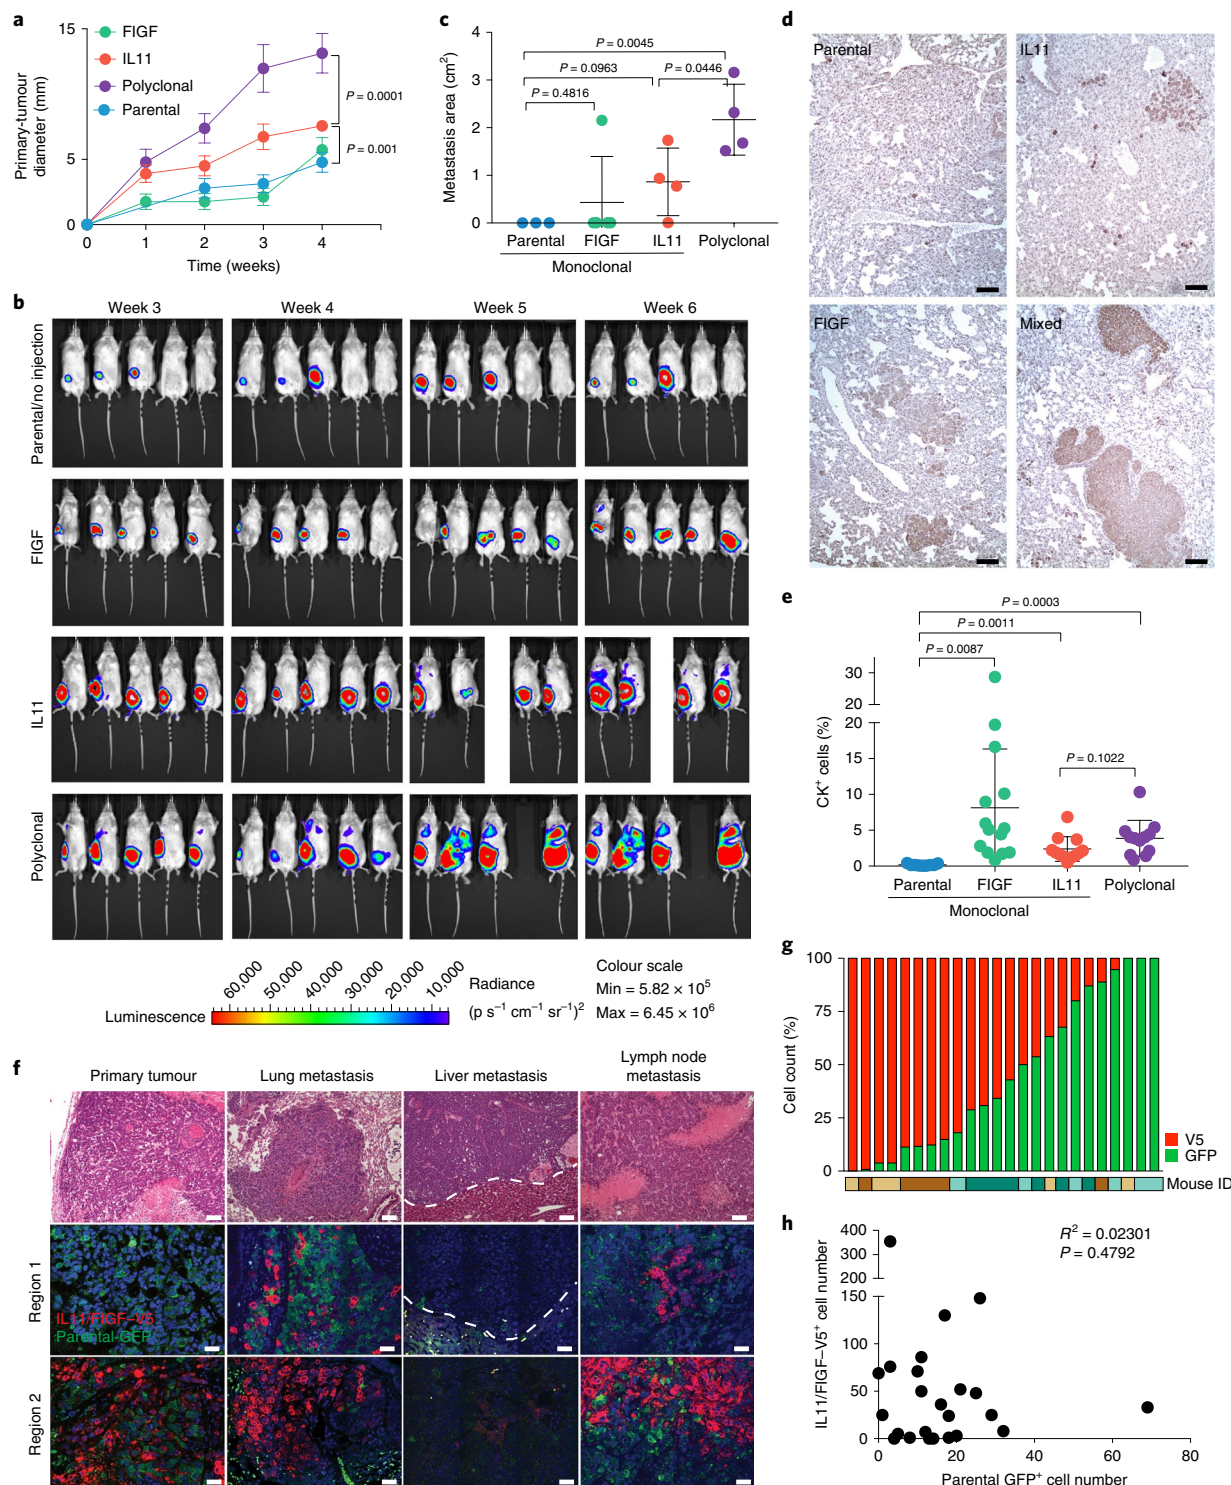 a
15
5
0
0
1
2
3
4
Primary-tumour
diameter (mm)
Time (weeks)
FIGF
IL11
Polyclonal
Parental
P = 0.0001
P = 0.001
c
4
3
2
1
0
Metastasis area (cm2)
P = 0.0045
P = 0.0963
P = 0.0446
P = 0.4816
Parental
FIGF
IL11
Polyclonal
Monoclonal
d
Parental
IL11
FIGF
Mixed
b
Week 3
Week 4
Week 5
Week 6
Parental/no injection
FIGF
IL11
Polyclonal
Luminescence
60,000
50,000
40,000
30,000
20,000
10,000
Radiance
(p s−1 cm−1 sr−1)2
Colour scale
Min = 5.82 × 10^5
Max = 6.45 × 10^6
e
P = 0.0003
P = 0.0011
P = 0.0087
P = 0.1022
30
20
15
10
5
0
CK+ cells (%)
Parental
FIGF
IL11
Polyclonal
Monoclonal
f
Primary tumour
Lung metastasis
Liver metastasis
Lymph node
metastasis
Region 1
Region 2
IL11/FIGF–V5
Parental-GFP
g
100
75
50
25
0
Cell count (%)
V5
GFP
Mouse ID
h
400
300
200
150
100
50
0
0
20
40
60
80
IL11/FIGF–V5+ cell number
Parental GFP+ cell number
R2 = 0.02301
P = 0.4792